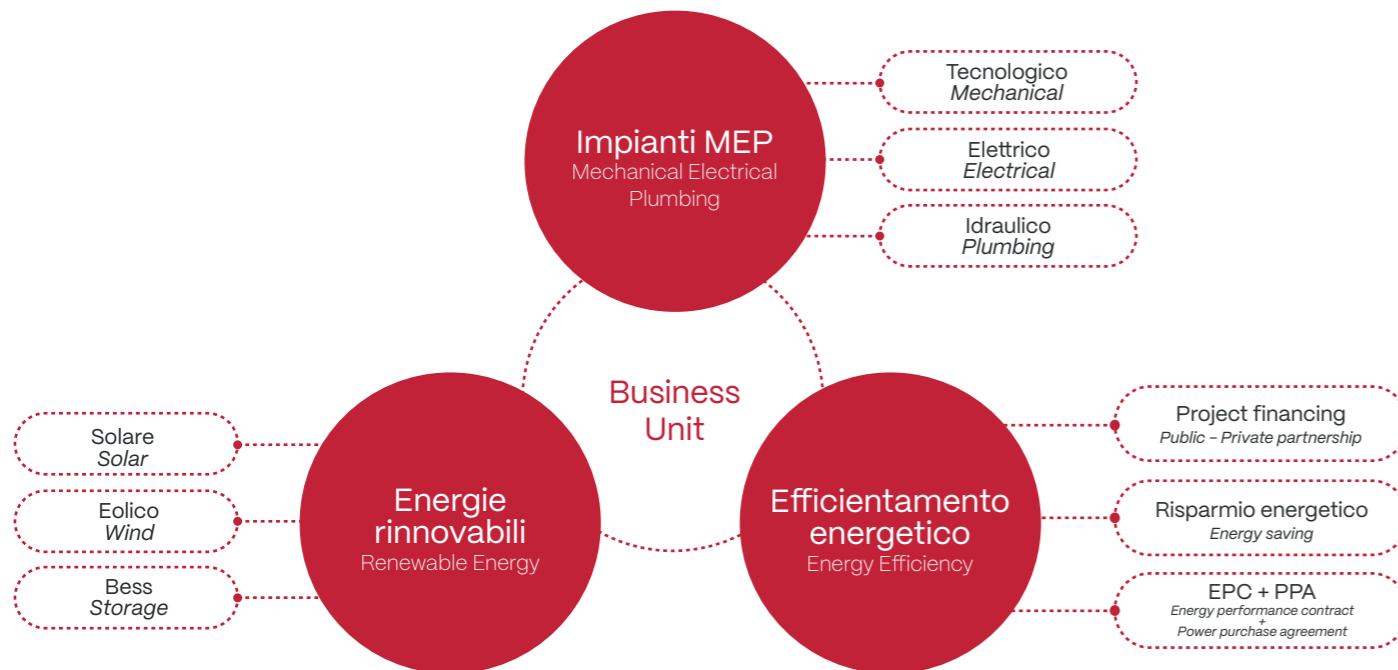 Impianti MEP
Mechanical Electrical
Plumbing
Tecnologico
Mechanical
Elettrico
Electrical
Idraulico
Plumbing
Business
Unit
Solare
Solar
Eolico
Wind
Bess
Storage
Energie
rinnovabili
Renewable Energy
Efficientamento
energetico
Energy Efficiency
Project financing
Public – Private partnership
Risparmio energetico
Energy saving
EPC + PPA
Energy performance contract
+
Power purchase agreement